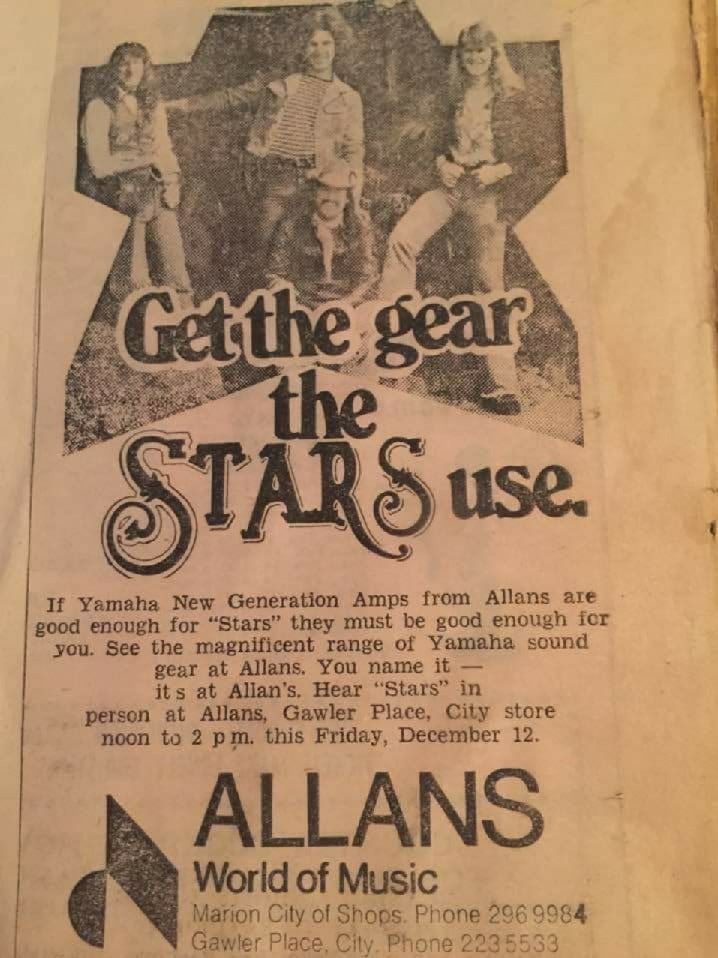 Get the gear
the
STARS use.
If Yamaha New Generation Amps from Allans are
good enough for “Stars” they must be good enough for
you. See the magnificent range of Yamaha sound
gear at Allans. You name it —
it s at Allan's. Hear “Stars” in
person at Allans, Gawler Place, City store
noon to 2 p m. this Friday, December 12.
ALLANS
World of Music
Marion City of Shops. Phone 296 9984
Gawler Place, City. Phone 223 5533